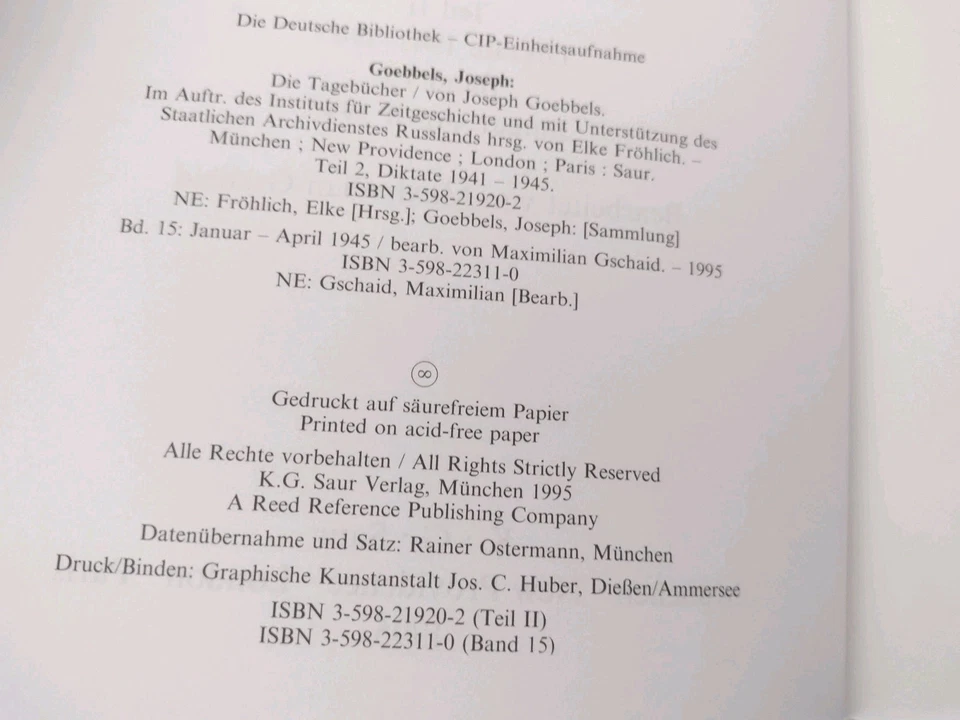 Die Deutsche Bibliothek – CIP-Einheitsaufnahme
Goebbels, Joseph:
Die Tagebücher / von Joseph Goebbels.
Im Auftr. des Instituts für Zeitgeschichte und mit Unterstützung des
Staatlichen Archivdienstes Russlands hrsg. von Elke Fröhlich. –
München ; New Providence ; London ; Paris : Saur.
Teil 2, Diktate 1941 – 1945.
ISBN 3-598-21920-2
NE: Fröhlich, Elke [Hrsg.]; Goebbels, Joseph: [Sammlung]
Bd. 15: Januar – April 1945 / bearb. von Maximilian Gschaid. – 1995
ISBN 3-598-22311-0
NE: Gschaid, Maximilian [Bearb.]
∞
Gedruckt auf säurefreiem Papier
Printed on acid-free paper
Alle Rechte vorbehalten / All Rights Strictly Reserved
K.G. Saur Verlag, München 1995
A Reed Reference Publishing Company
Datenübernahme und Satz: Rainer Ostermann, München
Druck/Binden: Graphische Kunstanstalt Jos. C. Huber, Dießen/Ammersee
ISBN 3-598-21920-2 (Teil II)
ISBN 3-598-22311-0 (Band 15)